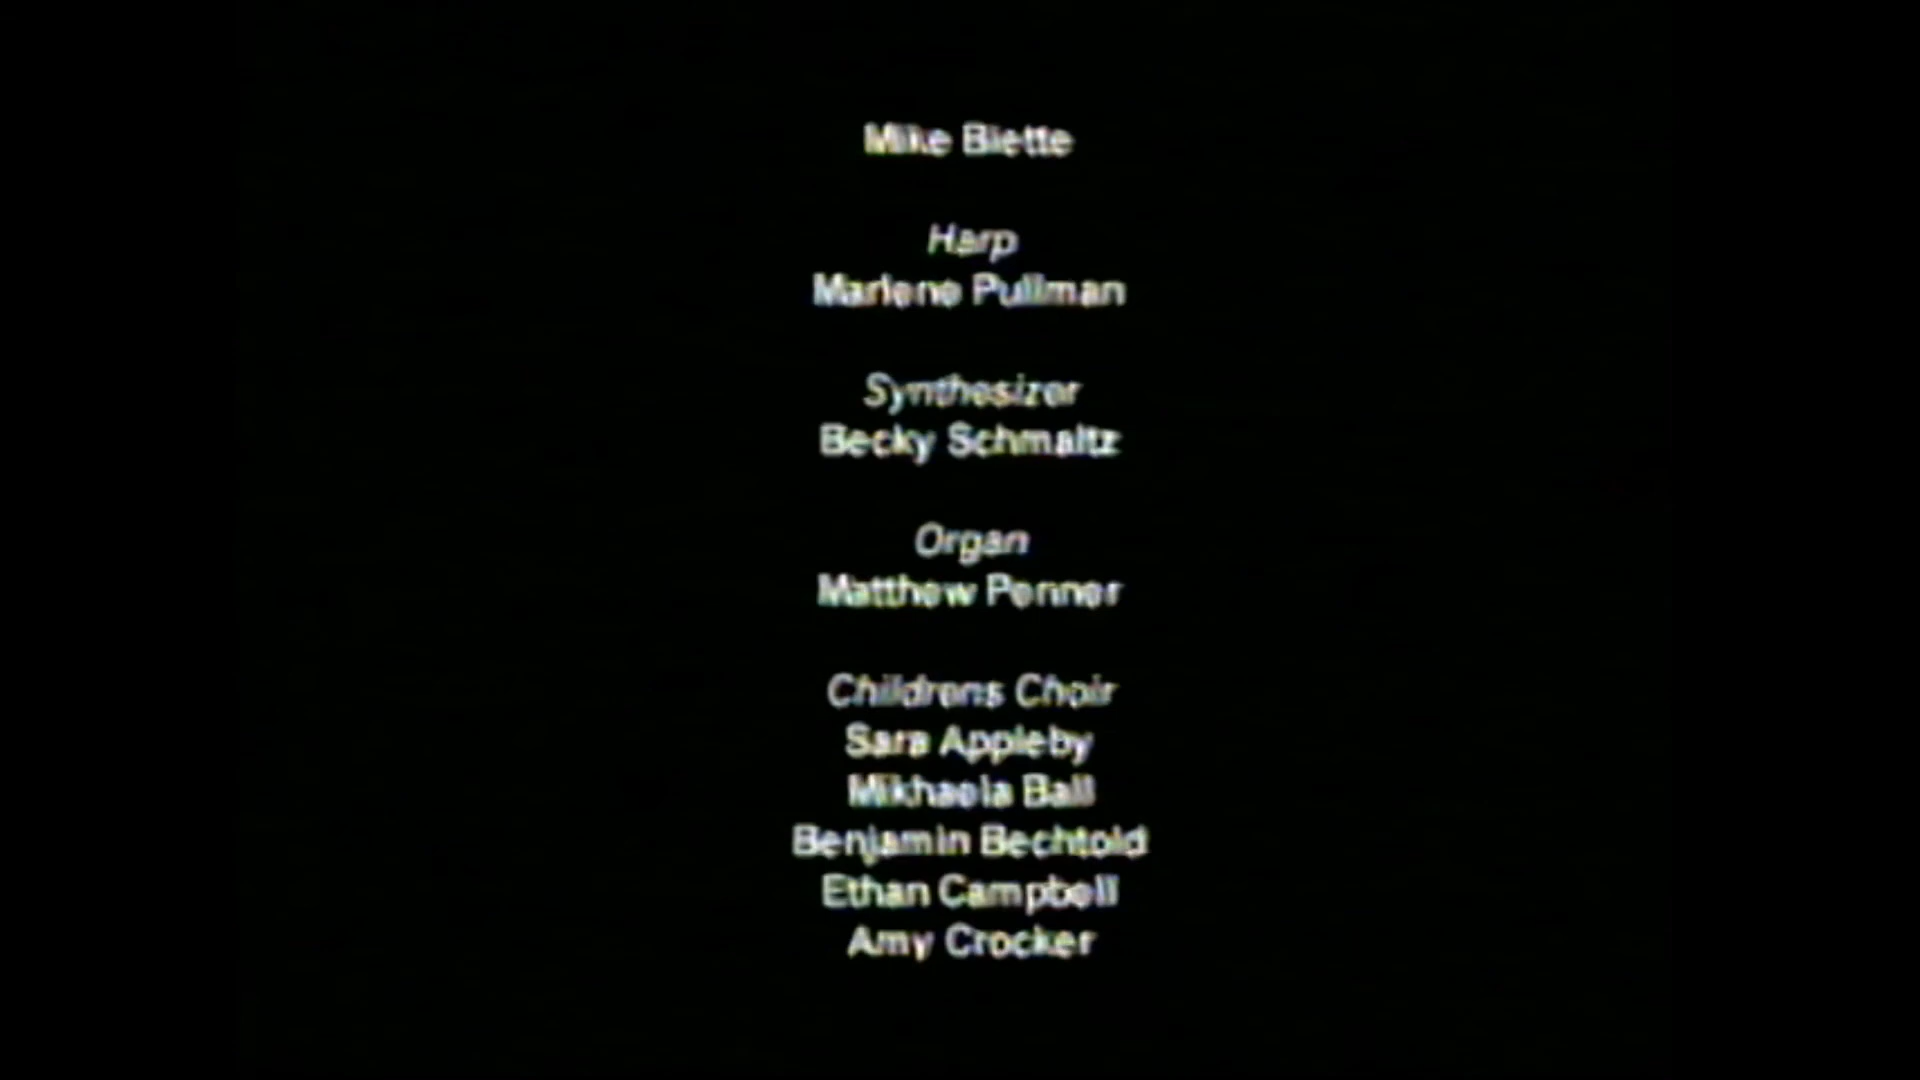 Mike Biette
Harp
Marlene Pullman
Synthesizer
Becky Schmaltz
Organ
Matthew Penner
Childrens Choir
Sara Appleby
Mikhaela Ball
Benjamin Bechtold
Ethan Campbell
Amy Crocker